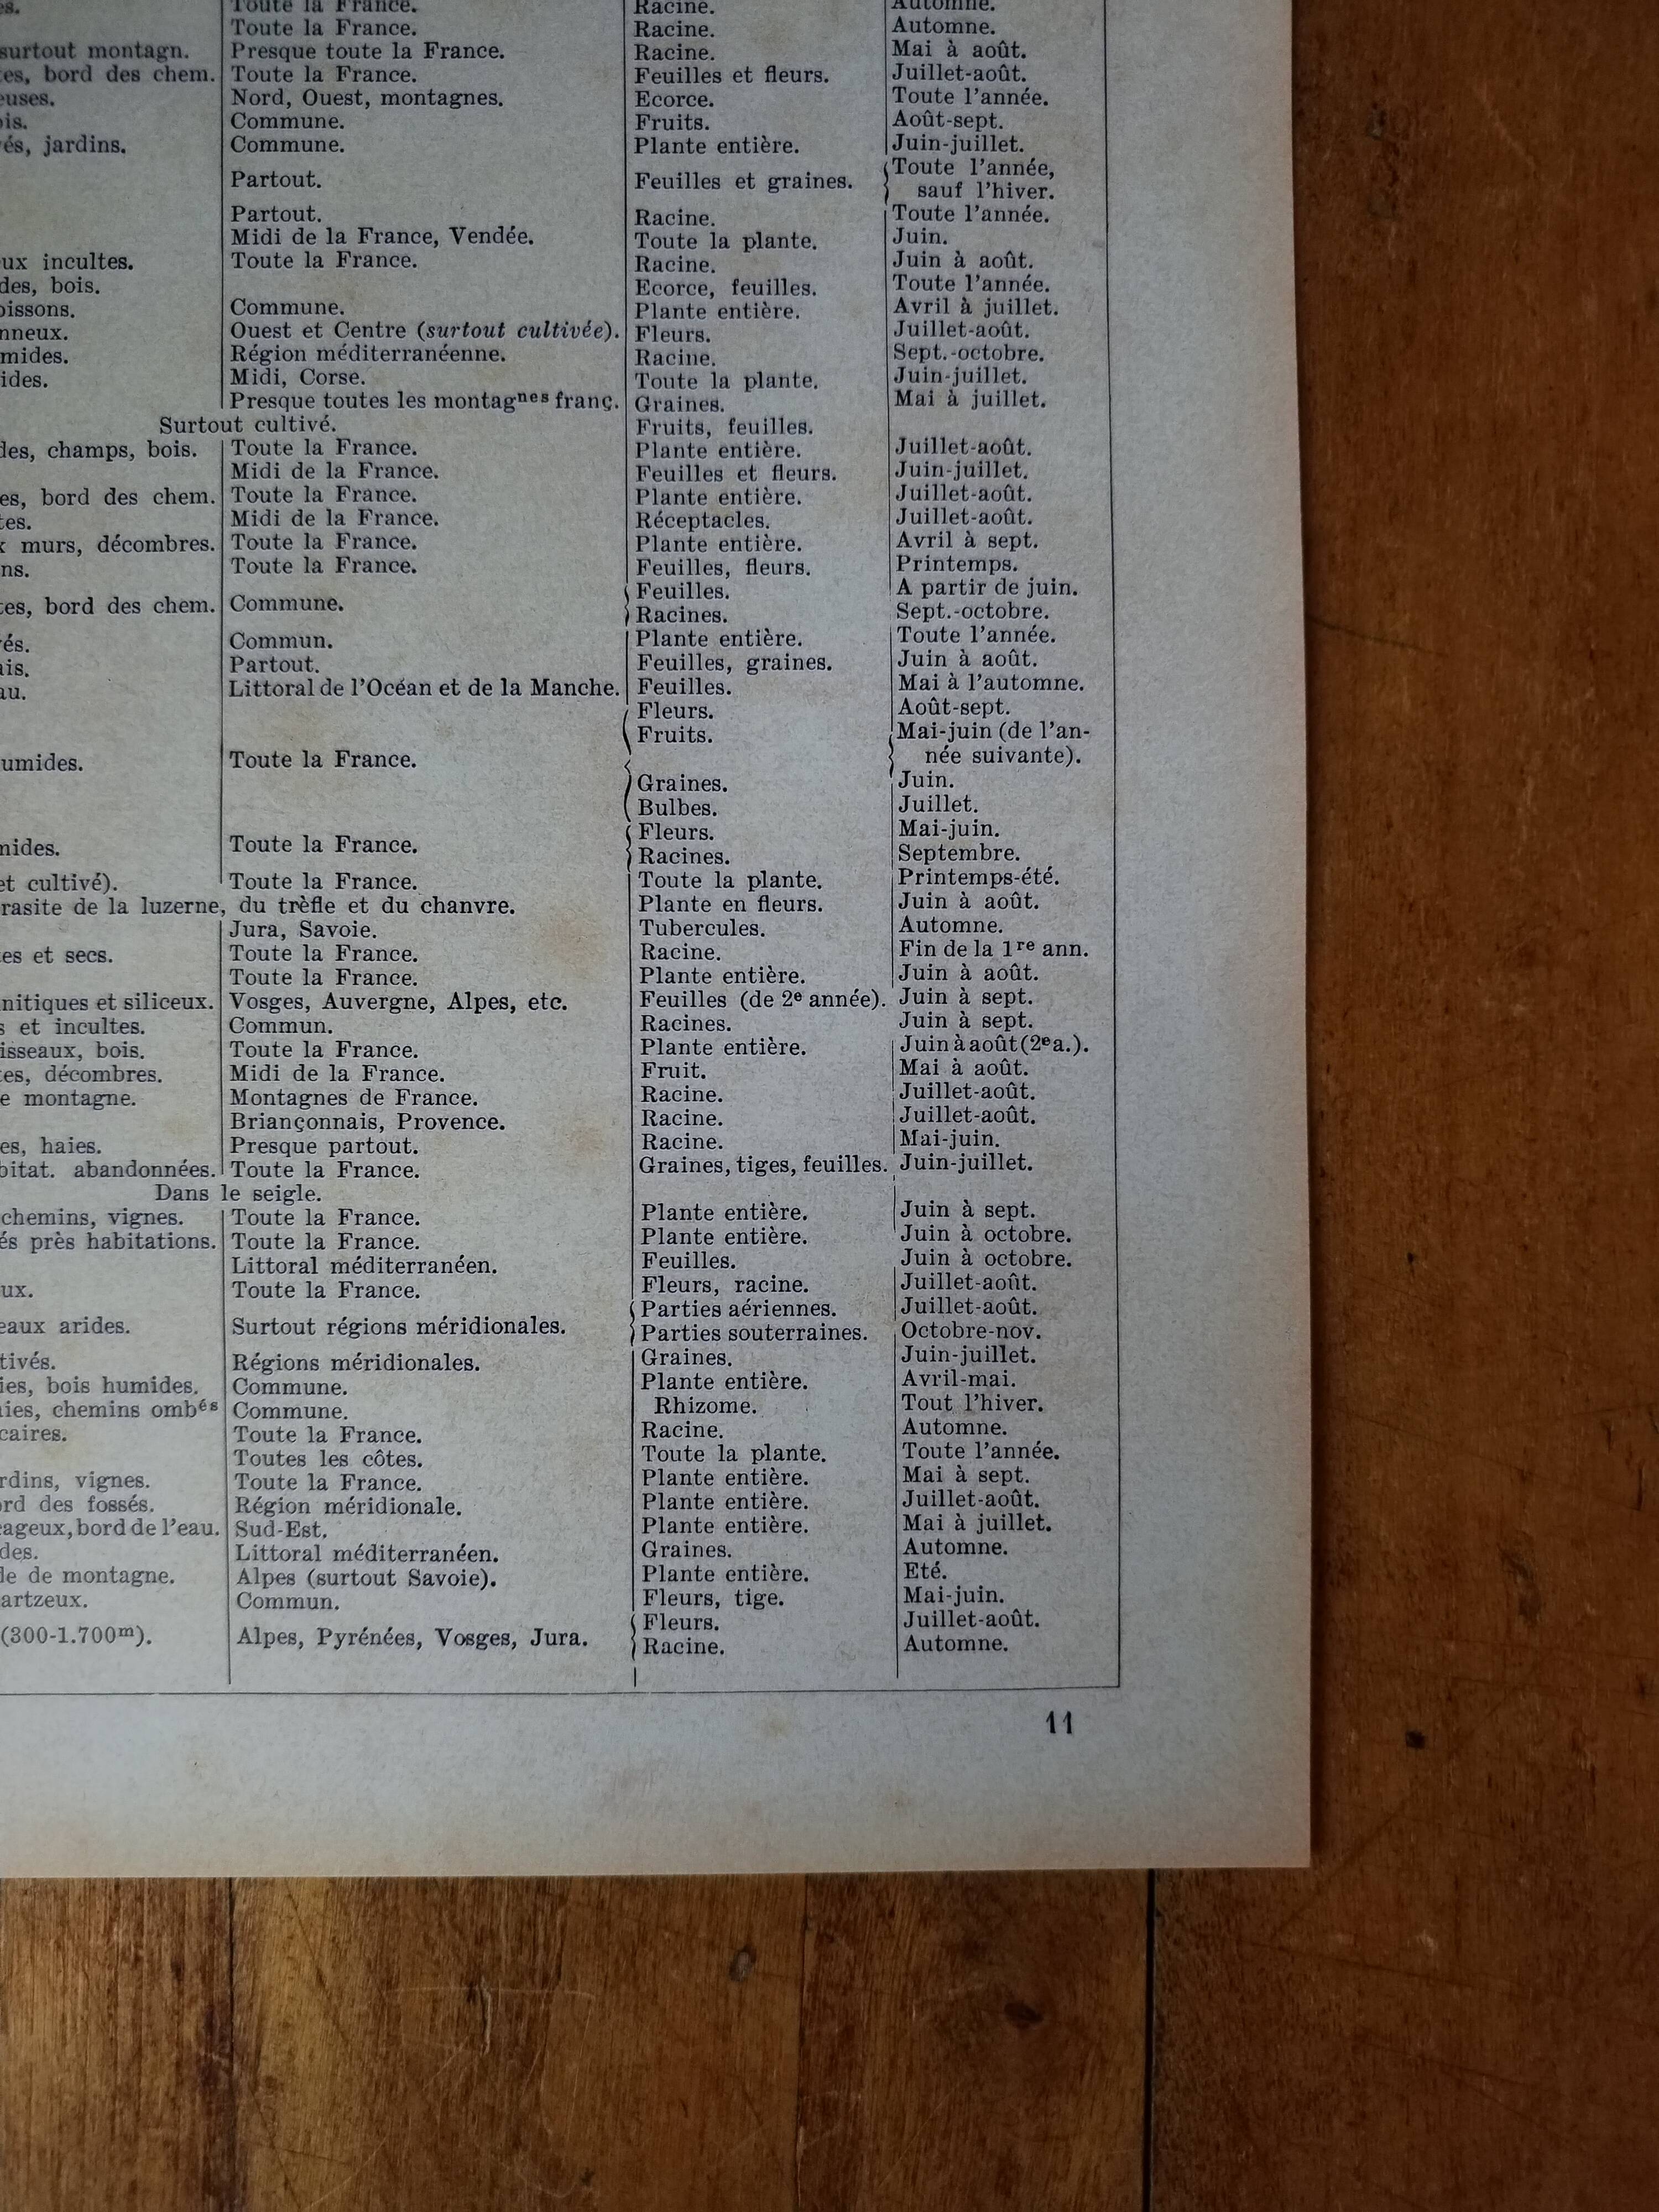 es. Toute la France. Racine. Automne.
Toute la France. Racine. Automne.
surtout montagn. Presque toute la France. Racine. Mai à août.
es, bord des chem. Toute la France. Feuilles et fleurs. Juillet-août.
euses. Nord, Ouest, montagnes. Ecorce. Toute l'année.
is. Commune. Fruits. Août-sept.
és, jardins. Commune. Plante entière. Juin-juillet.
Partout. Feuilles et graines. Toute l'année,
sauf l'hiver.
Partout. Racine. Toute l'année.
Midi de la France, Vendée. Toute la plante. Juin.
ux incultes. Toute la France. Racine. Juin à août.
des, bois. Ecorce, feuilles. Toute l'année.
oissons. Commune. Plante entière. Avril à juillet.
nneux. Ouest et Centre (surtout cultivée). Fleurs. Juillet-août.
mides. Région méditerranéenne. Racine. Sept.-octobre.
ides. Midi, Corse. Toute la plante. Juin-juillet.
Presque toutes les montagnes franç. Graines. Mai à juillet.
Surtout cultivé. Fruits, feuilles.
des, champs, bois. Toute la France. Plante entière. Juillet-août.
Midi de la France. Feuilles et fleurs. Juin-juillet.
es, bord des chem. Toute la France. Plante entière. Juillet-août.
tes. Midi de la France. Réceptacles. Juillet-août.
x murs, décombres. Toute la France. Plante entière. Avril à sept.
ns. Toute la France. Feuilles, fleurs. Printemps.
Feuilles. A partir de juin.
tes, bord des chem. Commune. Racines. Sept.-octobre.
és. Commun. Plante entière. Toute l'année.
ais. Partout. Feuilles, graines. Juin à août.
au. Littoral de l'Océan et de la Manche. Feuilles. Mai à l'automne.
Fleurs. Août-sept.
Fruits. Mai-juin (de l'an-
née suivante).
umides. Toute la France.
Graines. Juin.
Bulbes. Juillet.
Fleurs. Mai-juin.
mides. Toute la France. Racines. Septembre.
et cultivé). Toute la France. Toute la plante. Printemps-été.
rasite de la luzerne, du trèfle et du chanvre. Plante en fleurs. Juin à août.
Jura, Savoie. Tubercules. Automne.
es et secs. Toute la France. Racine. Fin de la 1re ann.
Toute la France. Plante entière. Juin à août.
nitiques et siliceux. Vosges, Auvergne, Alpes, etc. Feuilles (de 2e année). Juin à sept.
s et incultes. Commun. Racines. Juin à sept.
isseaux, bois. Toute la France. Plante entière. Juin à août (2e a.).
tes, décombres. Midi de la France. Fruit. Mai à août.
e montagne. Montagnes de France. Racine. Juillet-août.
Briançonnais, Provence. Racine. Juillet-août.
es, haies. Presque partout. Racine. Mai-juin.
bitat. abandonnées. Toute la France. Graines, tiges, feuilles. Juin-juillet.
Dans le seigle.
chemins, vignes. Toute la France. Plante entière. Juin à sept.
és près habitations. Toute la France. Plante entière. Juin à octobre.
Littoral méditerranéen. Feuilles. Juin à octobre.
ux. Toute la France. Fleurs, racine. Juillet-août.
Parties aériennes. Juillet-août.
eaux arides. Surtout régions méridionales. Parties souterraines. Octobre-nov.
tivés. Régions méridionales. Graines. Juin-juillet.
ies, bois humides. Commune. Plante entière. Avril-mai.
aies, chemins ombés Commune. Rhizome. Tout l'hiver.
caires. Toute la France. Racine. Automne.
Toutes les côtes. Toute la plante. Toute l'année.
rdins, vignes. Toute la France. Plante entière. Mai à sept.
ord des fossés. Région méridionale. Plante entière. Juillet-août.
cageux, bord de l'eau. Sud-Est. Plante entière. Mai à juillet.
des. Littoral méditerranéen. Graines. Automne.
de de montagne. Alpes (surtout Savoie). Plante entière. Eté.
artzeux. Commun. Fleurs, tige. Mai-juin.
Fleurs. Juillet-août.
(300-1.700m). Alpes, Pyrénées, Vosges, Jura. Racine. Automne.
11